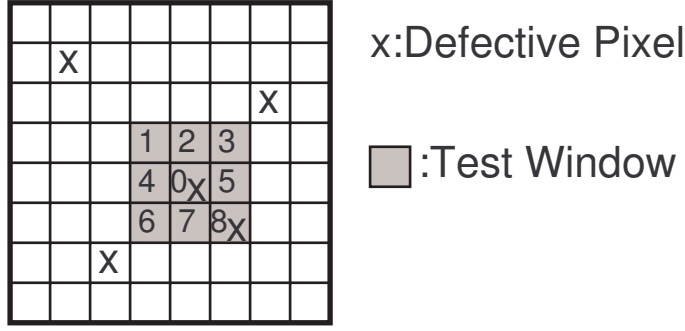 x:Defective Pixel
x
x
1 2 3
:Test Window
4 0x 5
6 7 8x
x